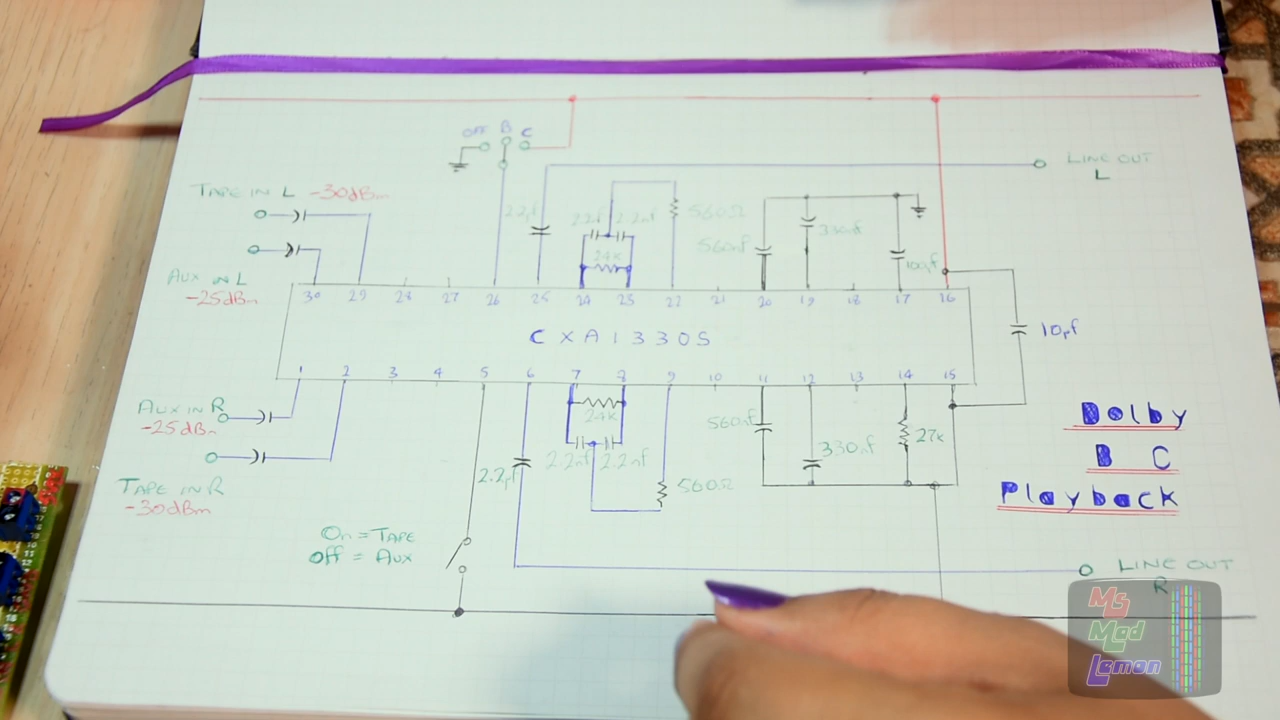 OFF B C
LINE OUT
L
TAPE IN L -30dBm
2.2µf 2.2nf 2.2nf 560Ω
560nf 330nf
24k
100µf
AUX IN L
-25dBm
30 29 28 27 26 25 24 23 22 21 20 19 18 17 16
CXA1330S
10µf
1 2 3 4 5 6 7 8 9 10 11 12 13 14 15
AUX IN R
-25dBm
24k
560nf
27k
330nf
2.2nf 2.2nf
2.2µf
560Ω
TAPE IN R
-30dBm
Dolby
B C
Playback
On = TAPE
Off = AUX
LINE OUT
R
Ms
Mad
Lemon